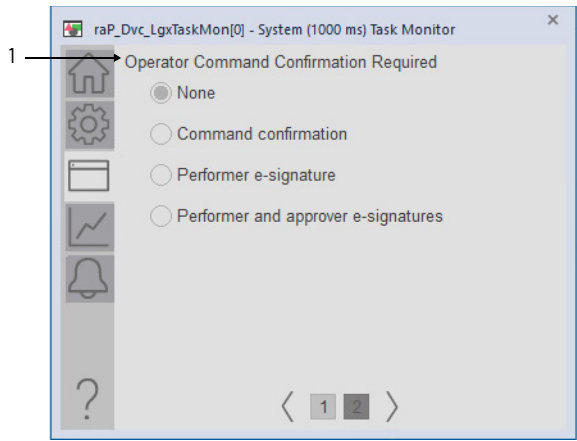 raP_Dvc_LgxTaskMon[0] - System (1000 ms) Task Monitor
1
Operator Command Confirmation Required
None
Command confirmation
Performer e-signature
Performer and approver e-signatures
?
1 2